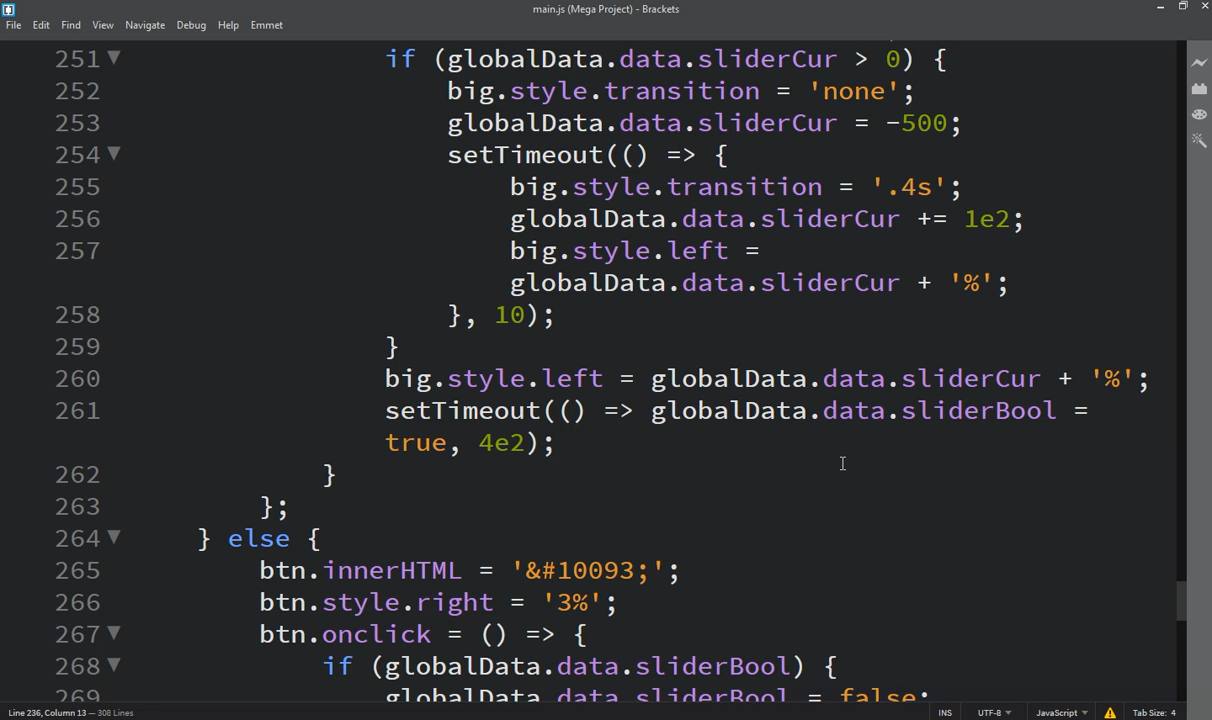 main.js (Mega Project) - Brackets
File Edit Find View Navigate Debug Help Emmet
251 if (globalData.data.sliderCur > 0) {
252 big.style.transition = 'none';
253 globalData.data.sliderCur = -500;
254 setTimeout(() => {
255 big.style.transition = '.4s';
256 globalData.data.sliderCur += 1e2;
257 big.style.left =
globalData.data.sliderCur + '%';
258 }, 10);
259 }
260 big.style.left = globalData.data.sliderCur + '%';
261 setTimeout(() => globalData.data.sliderBool =
true, 4e2);
262 }
263 };
264 } else {
265 btn.innerHTML = '&#10093;';
266 btn.style.right = '3%';
267 btn.onclick = () => {
268 if (globalData.data.sliderBool) {
269 globalData.data.sliderBool = false;
Line 236, Column 13 — 308 Lines INS UTF-8 JavaScript Tab Size: 4